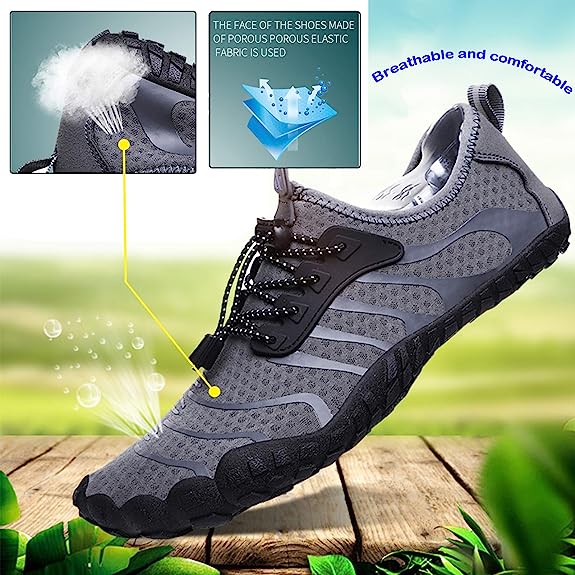 THE FACE OF THE SHOES MADE
OF POROUS POROUS ELASTIC
FABRIC IS USED
Breathable and comfortable